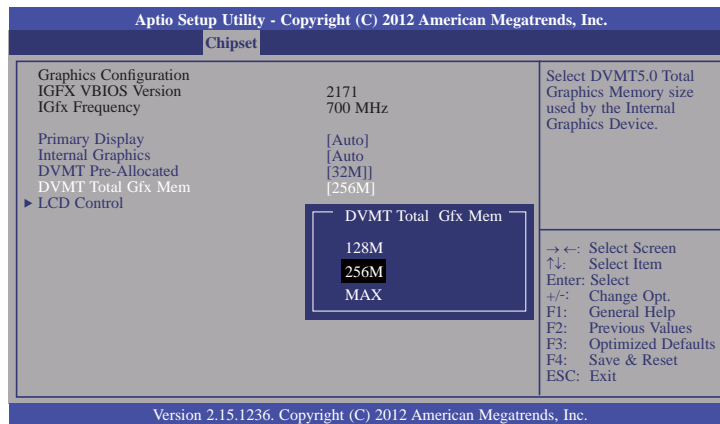 Aptio Setup Utility - Copyright (C) 2012 American Megatrends, Inc.
Chipset
Graphics Configuration
IGFX VBIOS Version 2171
IGfx Frequency 700 MHz
Primary Display [Auto]
Internal Graphics [Auto
DVMT Pre-Allocated [32M]]
DVMT Total Gfx Mem [256M]
▶ LCD Control
DVMT Total Gfx Mem
128M
256M
MAX
Select DVMT5.0 Total
Graphics Memory size
used by the Internal
Graphics Device.
→←: Select Screen
↑↓: Select Item
Enter: Select
+/-: Change Opt.
F1: General Help
F2: Previous Values
F3: Optimized Defaults
F4: Save & Reset
ESC: Exit
Version 2.15.1236. Copyright (C) 2012 American Megatrends, Inc.